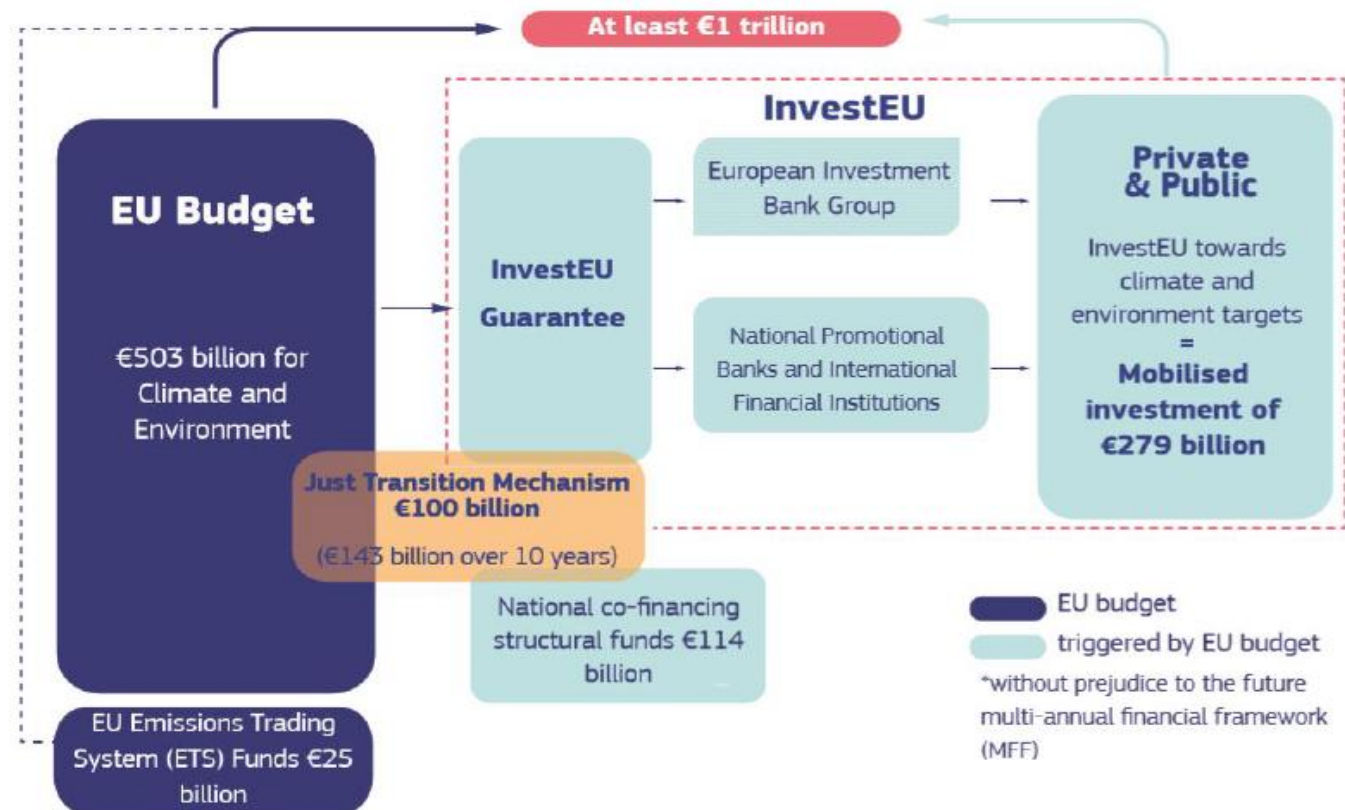 At least €1 trillion
InvestEU
EU Budget
€503 billion for
Climate and
Environment
InvestEU
Guarantee
European Investment
Bank Group
National Promotional
Banks and International
Financial Institutions
Private
& Public
InvestEU towards
climate and
environment targets
=
Mobilised
investment of
€279 billion
Just Transition Mechanism
€100 billion
(€143 billion over 10 years)
National co-financing
structural funds €114
billion
EU Emissions Trading
System (ETS) Funds €25
billion
EU budget
triggered by EU budget
*without prejudice to the future
multi-annual financial framework
(MFF)